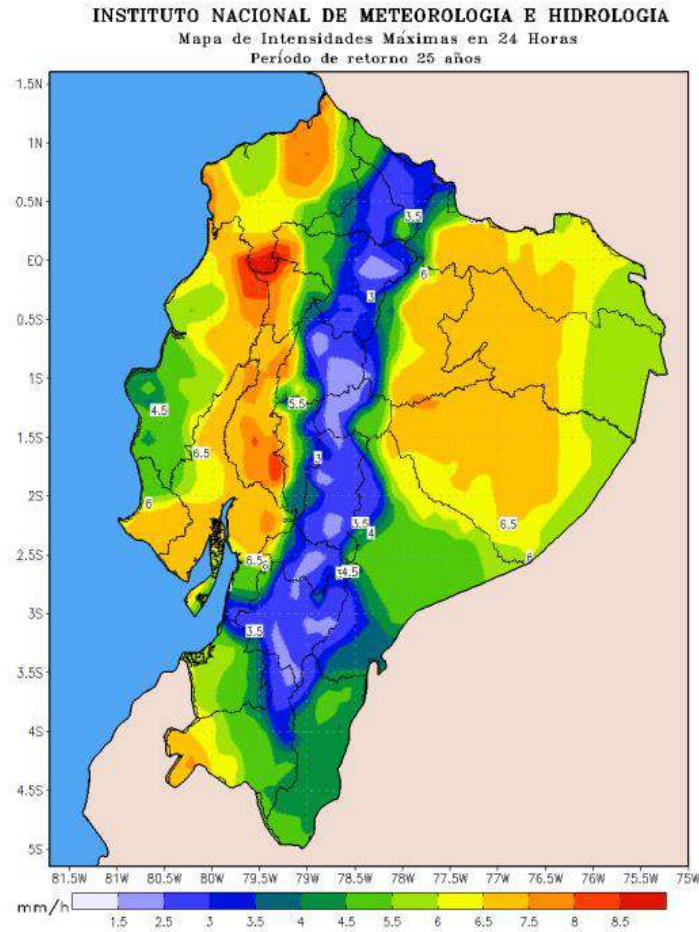 INSTITUTO NACIONAL DE METEOROLOGIA E HIDROLOGIA
Mapa de Intensidades Máximas en 24 Horas
Período de retorno 25 años
1.5N
1N
0.5N
EQ
0.5S
1S
1.5S
2S
2.5S
3S
3.5S
4S
4.5S
5S
3.5
6
3
5.5
4.5
6.5
3
6
3.5
4
6.5
6.5
6
6
4.5
3.5
81.5W 81W 80.5W 80W 79.5W 79W 78.5W 78W 77.5W 77W 76.5W 76W 75.5W 75W
mm/h
1.5 2.5 3 3.5 4 4.5 5.5 6 6.5 7.5 8 8.5